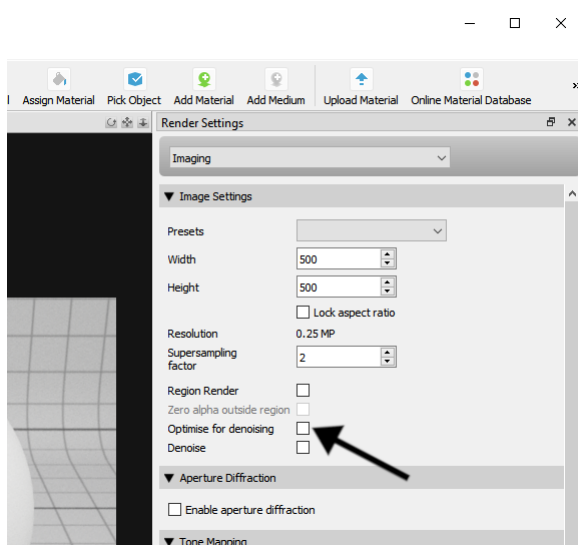 Assign Material Pick Object Add Material Add Medium Upload Material Online Material Database
Render Settings
Imaging
Image Settings
Presets
Width 500
Height 500
Lock aspect ratio
Resolution 0.25 MP
Supersampling
factor 2
Region Render
Zero alpha outside region
Optimise for denoising
Denoise
Aperture Diffraction
Enable aperture diffraction
Tone Mapping